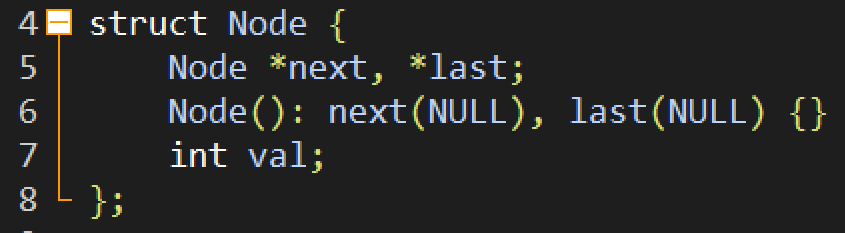 4 struct Node {
5 Node *next, *last;
6 Node(): next(NULL), last(NULL) {}
7 int val;
8 };